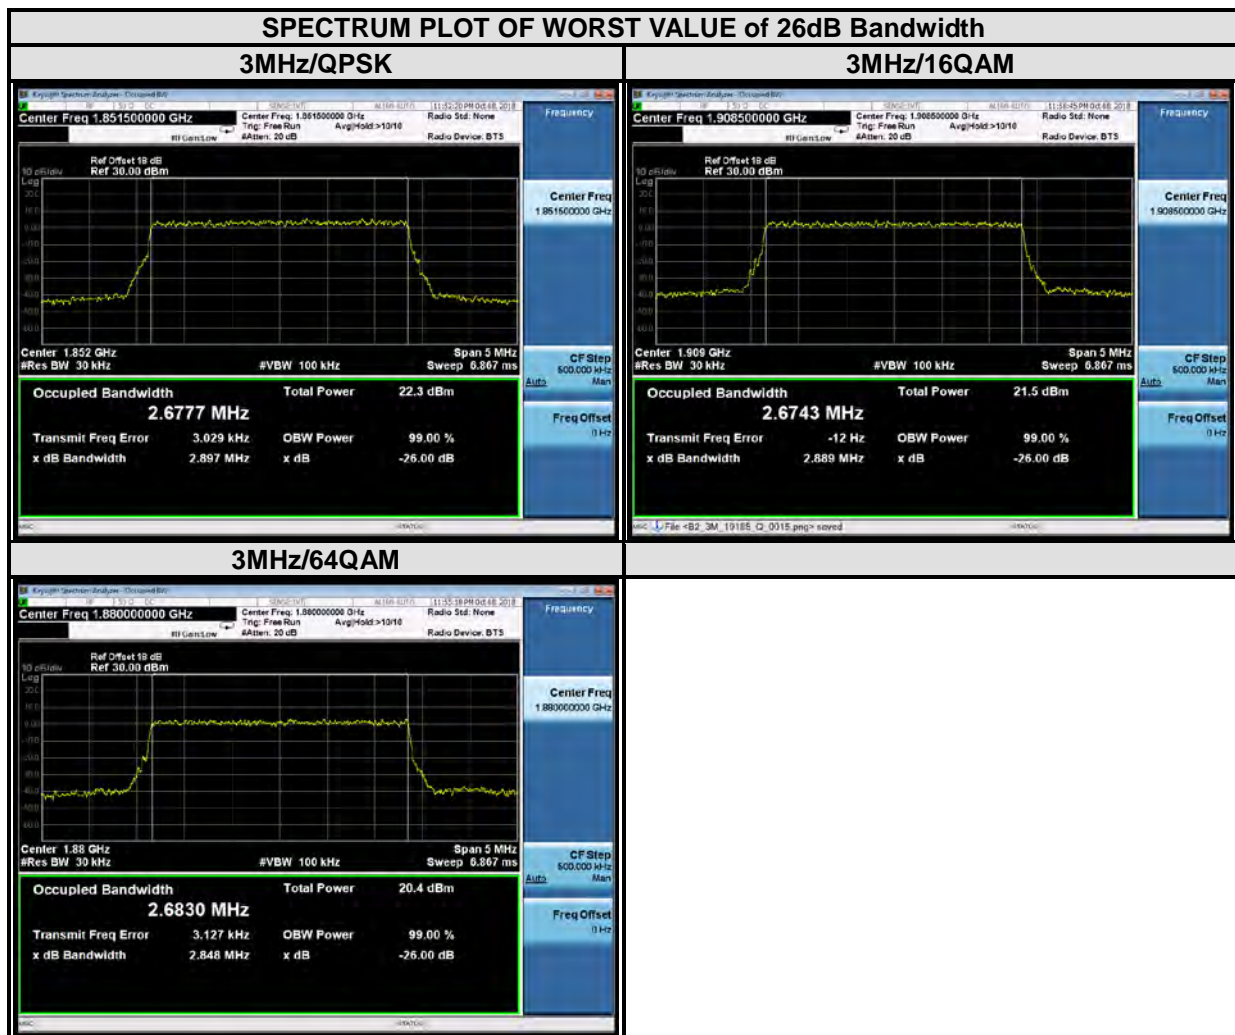 SPECTRUM PLOT OF WORST VALUE of 26dB Bandwidth
3MHz/QPSK
3MHz/16QAM
Center Freq 1.851500000 GHz
Center Freq: 1.851500000 GHz
Radio Std: None
Trig: Free Run
Avg|Hold:>10/10
#Atten: 20 dB
Radio Device: BTS
Frequency
Ref Offset 18 dB
10 dB/div
Ref 30.00 dBm
Log
Center Freq
1.851500000 GHz
Center 1.852 GHz
Span 5 MHz
#Res BW 30 kHz
#VBW 100 kHz
Sweep 6.867 ms
CF Step
500.000 kHz
Auto
Man
Occupied Bandwidth
Total Power
22.3 dBm
2.6777 MHz
Transmit Freq Error
3.029 kHz
OBW Power
99.00 %
x dB Bandwidth
2.897 MHz
x dB
-26.00 dB
Freq Offset
0 Hz
Center Freq 1.908500000 GHz
Center Freq: 1.908500000 GHz
Radio Std: None
Trig: Free Run
Avg|Hold:>10/10
#Atten: 20 dB
Radio Device: BTS
Frequency
Ref Offset 18 dB
10 dB/div
Ref 30.00 dBm
Log
Center Freq
1.908500000 GHz
Center 1.909 GHz
Span 5 MHz
#Res BW 30 kHz
#VBW 100 kHz
Sweep 6.867 ms
CF Step
500.000 kHz
Auto
Man
Occupied Bandwidth
Total Power
21.5 dBm
2.6743 MHz
Transmit Freq Error
-12 Hz
OBW Power
99.00 %
x dB Bandwidth
2.889 MHz
x dB
-26.00 dB
Freq Offset
0 Hz
File <B2_3M_19185_Q_0015.png> saved
3MHz/64QAM
Center Freq 1.880000000 GHz
Center Freq: 1.880000000 GHz
Radio Std: None
Trig: Free Run
Avg|Hold:>10/10
#Atten: 20 dB
Radio Device: BTS
Frequency
Ref Offset 18 dB
10 dB/div
Ref 30.00 dBm
Log
Center Freq
1.880000000 GHz
Center 1.88 GHz
Span 5 MHz
#Res BW 30 kHz
#VBW 100 kHz
Sweep 6.867 ms
CF Step
500.000 kHz
Auto
Man
Occupied Bandwidth
Total Power
20.4 dBm
2.6830 MHz
Transmit Freq Error
3.127 kHz
OBW Power
99.00 %
x dB Bandwidth
2.848 MHz
x dB
-26.00 dB
Freq Offset
0 Hz